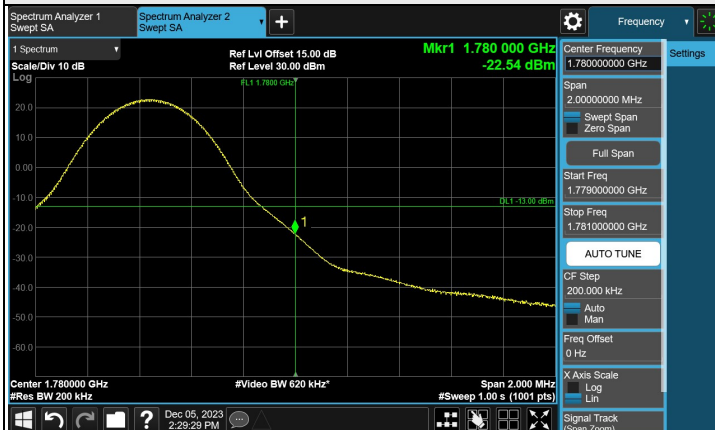 Spectrum Analyzer 1
Swept SA
Spectrum Analyzer 2
Swept SA
Frequency
1 Spectrum
Scale/Div 10 dB
Log
Ref Lvl Offset 15.00 dB
Ref Level 30.00 dBm
Mkr1 1.780 000 GHz
-22.54 dBm
FL1 1.7800 GHz
20.0
10.0
0.00
-10.0
DL1 -13.00 dBm
1
-20.0
-30.0
-40.0
-50.0
-60.0
Center 1.780000 GHz
#Video BW 620 kHz*
Span 2.000 MHz
#Res BW 200 kHz
#Sweep 1.00 s (1001 pts)
Center Frequency
1.780000000 GHz
Settings
Span
2.00000000 MHz
Swept Span
Zero Span
Full Span
Start Freq
1.779000000 GHz
Stop Freq
1.781000000 GHz
AUTO TUNE
CF Step
200.000 kHz
Auto
Man
Freq Offset
0 Hz
X Axis Scale
Log
Lin
Signal Track
(Span Zoom)
?
Dec 05, 2023
2:29:29 PM